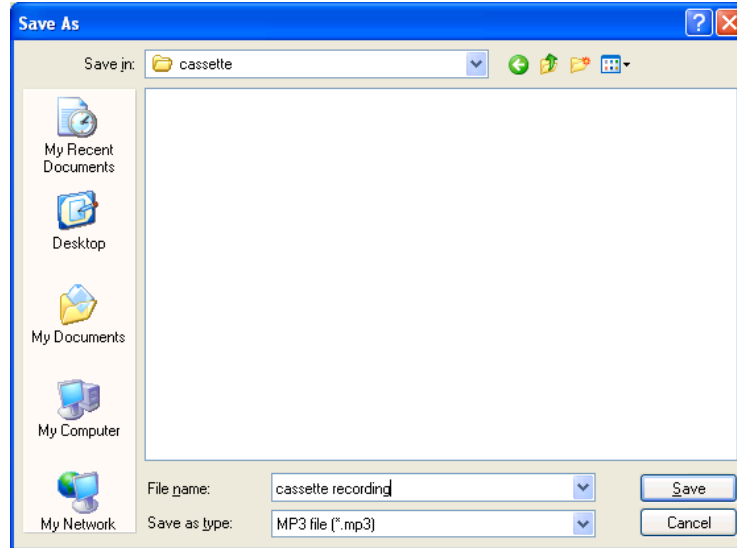 Save As
Save in: cassette
My Recent
Documents
Desktop
My Documents
My Computer
My Network
File name: cassette recording Save
Save as type: MP3 file (*.mp3) Cancel